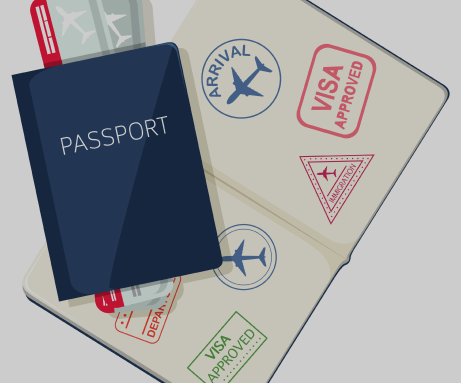 ARRIVAL
VISA
APPROVED
PASSPORT
IMMIGRATION
VISA
APPROVED